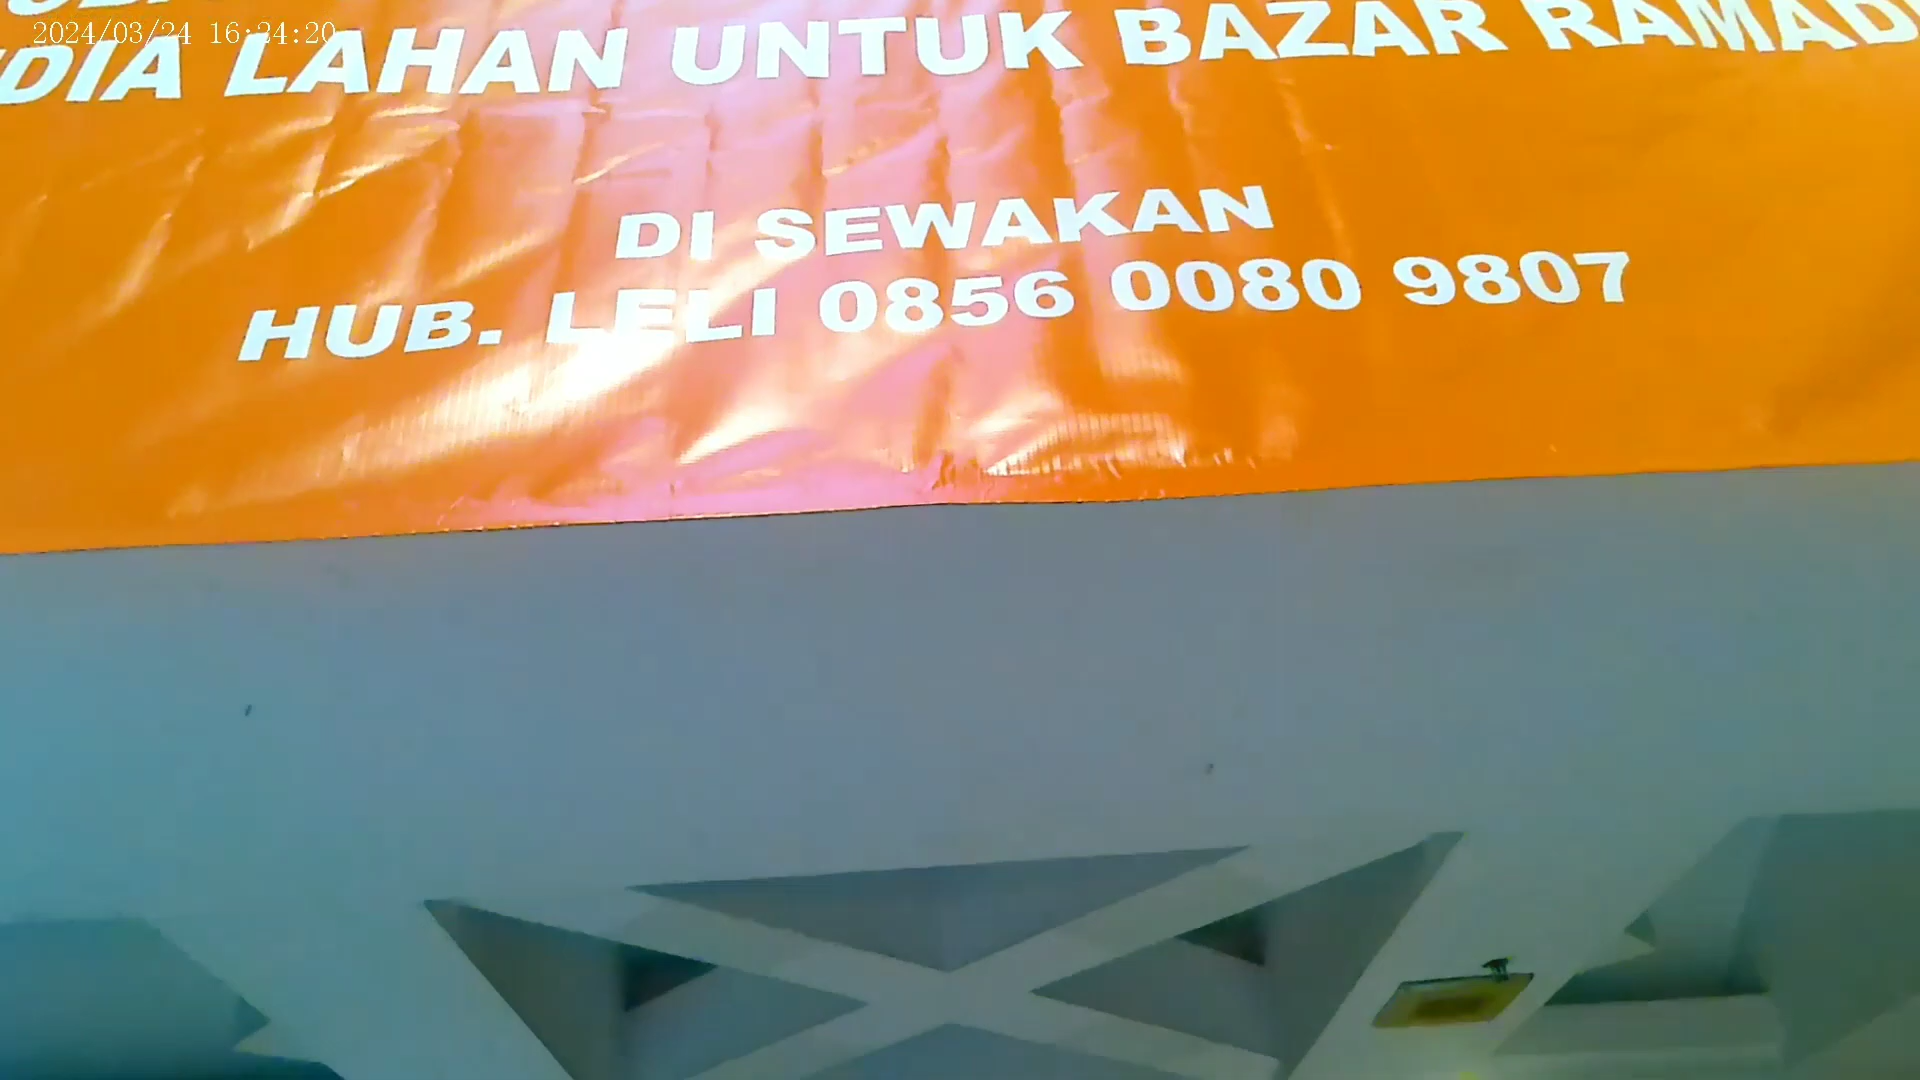 2024/03/24 16:24:20
DIA LAHAN UNTUK BAZAR RAMAD
DI SEWAKAN
HUB. LELI 0856 0080 9807